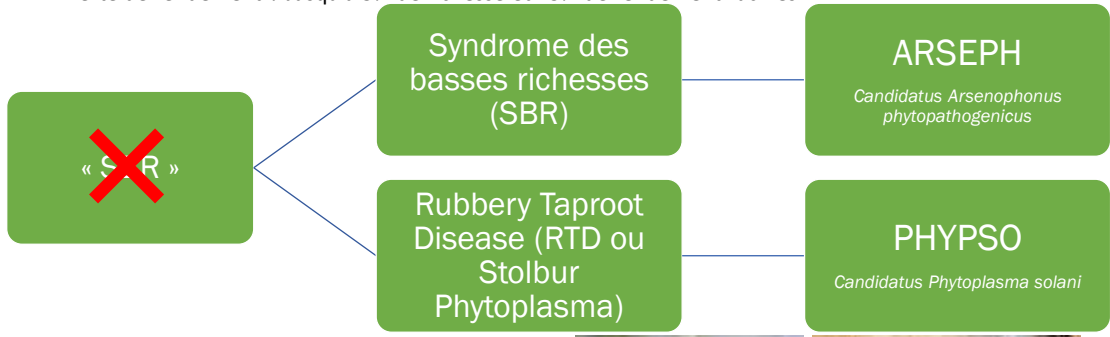 « SBR »
Syndrome des
basses richesses
(SBR)
ARSEPH
Candidatus Arsenophonus
phytopathogenicus
Rubbery Taproot
Disease (RTD ou
Stolbur
Phytoplasma)
PHYPSO
Candidatus Phytoplasma solani